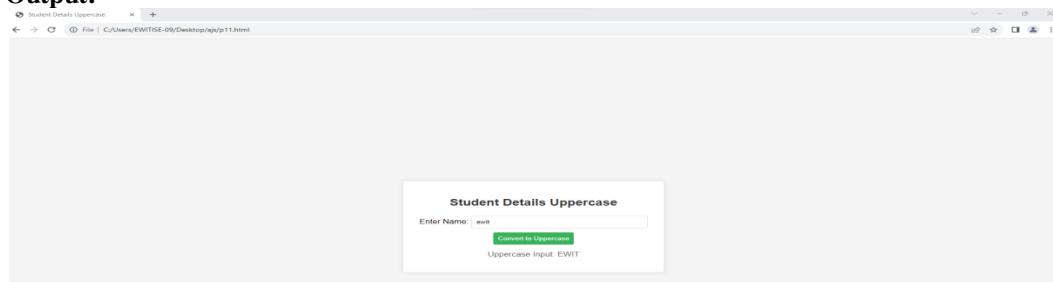 Output:
Student Details Uppercase
File | C:/Users/EWITISE-09/Desktop/ajs/p11.html
Student Details Uppercase
Enter Name: ewit
Convert to Uppercase
Uppercase Input: EWIT